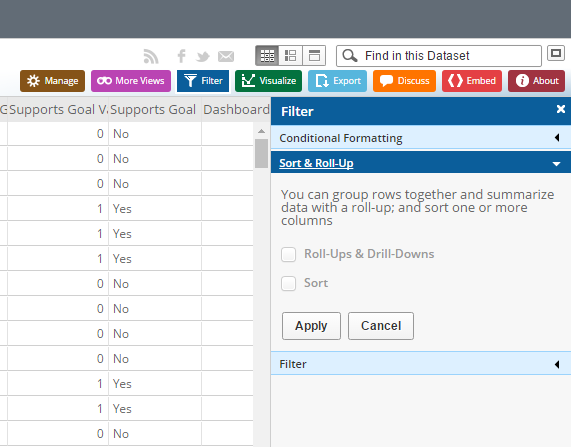 Find in this Dataset
Manage
More Views
Filter
Visualize
Export
Discuss
Embed
About
G Supports Goal V. Supports Goal Dashboard
0 No
0 No
0 No
1 Yes
1 Yes
1 Yes
0 No
0 No
0 No
0 No
1 Yes
1 Yes
0 No
Filter
Conditional Formatting
Sort & Roll-Up
You can group rows together and summarize
data with a roll-up; and sort one or more
columns
Roll-Ups & Drill-Downs
Sort
Apply Cancel
Filter